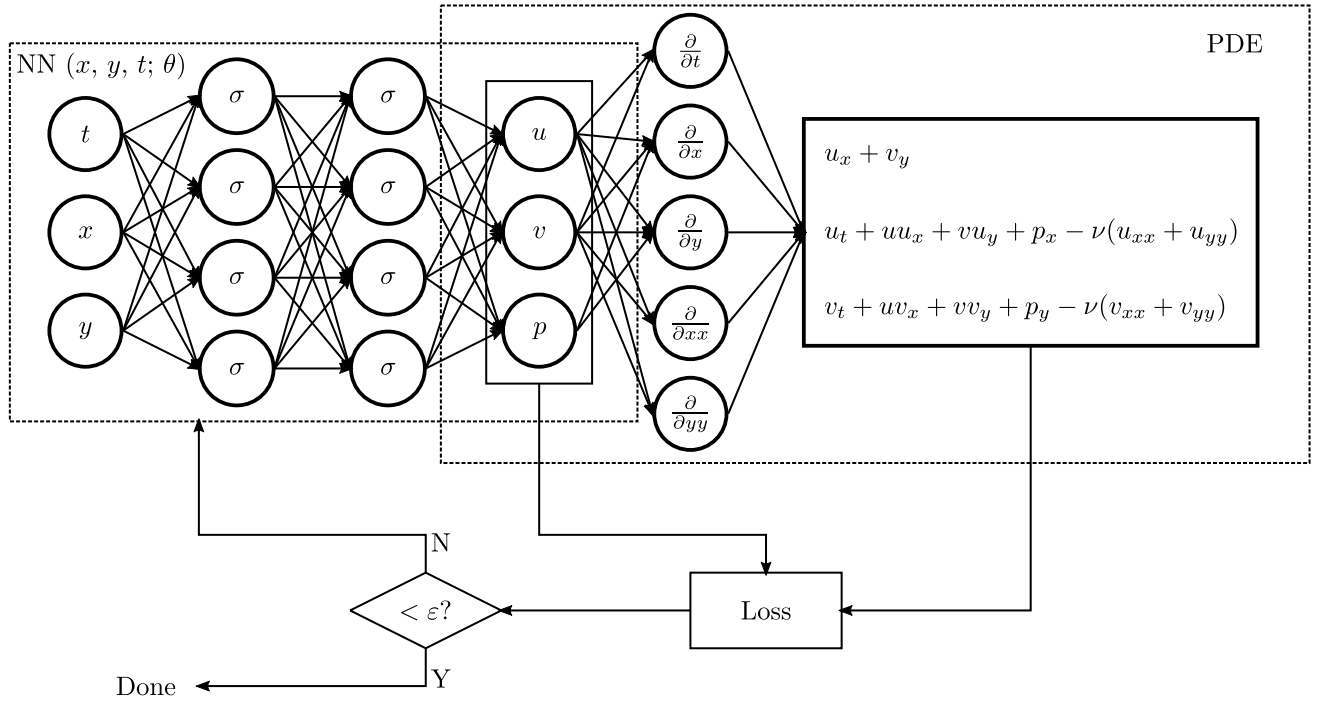 NN (x, y, t; θ)
PDE
t
x
y
σ
σ
σ
σ
σ
σ
σ
σ
u
v
p
∂/∂t
∂/∂x
∂/∂y
∂/∂xx
∂/∂yy
u_x + v_y
u_t + uu_x + vu_y + p_x − ν(u_xx + u_yy)
v_t + uv_x + vv_y + p_y − ν(v_xx + v_yy)
N
< ε?
Loss
Y
Done